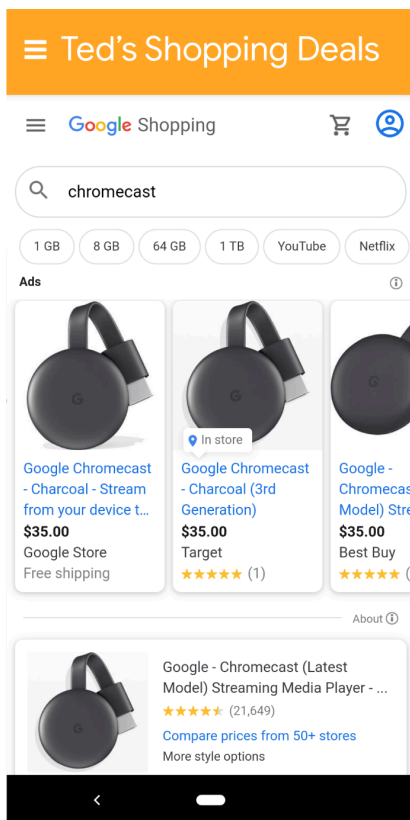 Ted's Shopping Deals
Google Shopping
chromecast
1 GB
8 GB
64 GB
1 TB
YouTube
Netflix
Ads
G
G
G
In store
Google Chromecast
- Charcoal - Stream
from your device t...
$35.00
Google Store
Free shipping
Google Chromecast
- Charcoal (3rd
Generation)
$35.00
Target
(1)
Google -
Chromecas
Model) Stre
$35.00
Best Buy
(
About
Google - Chromecast (Latest
Model) Streaming Media Player - ...
(21,649)
Compare prices from 50+ stores
More style options
G